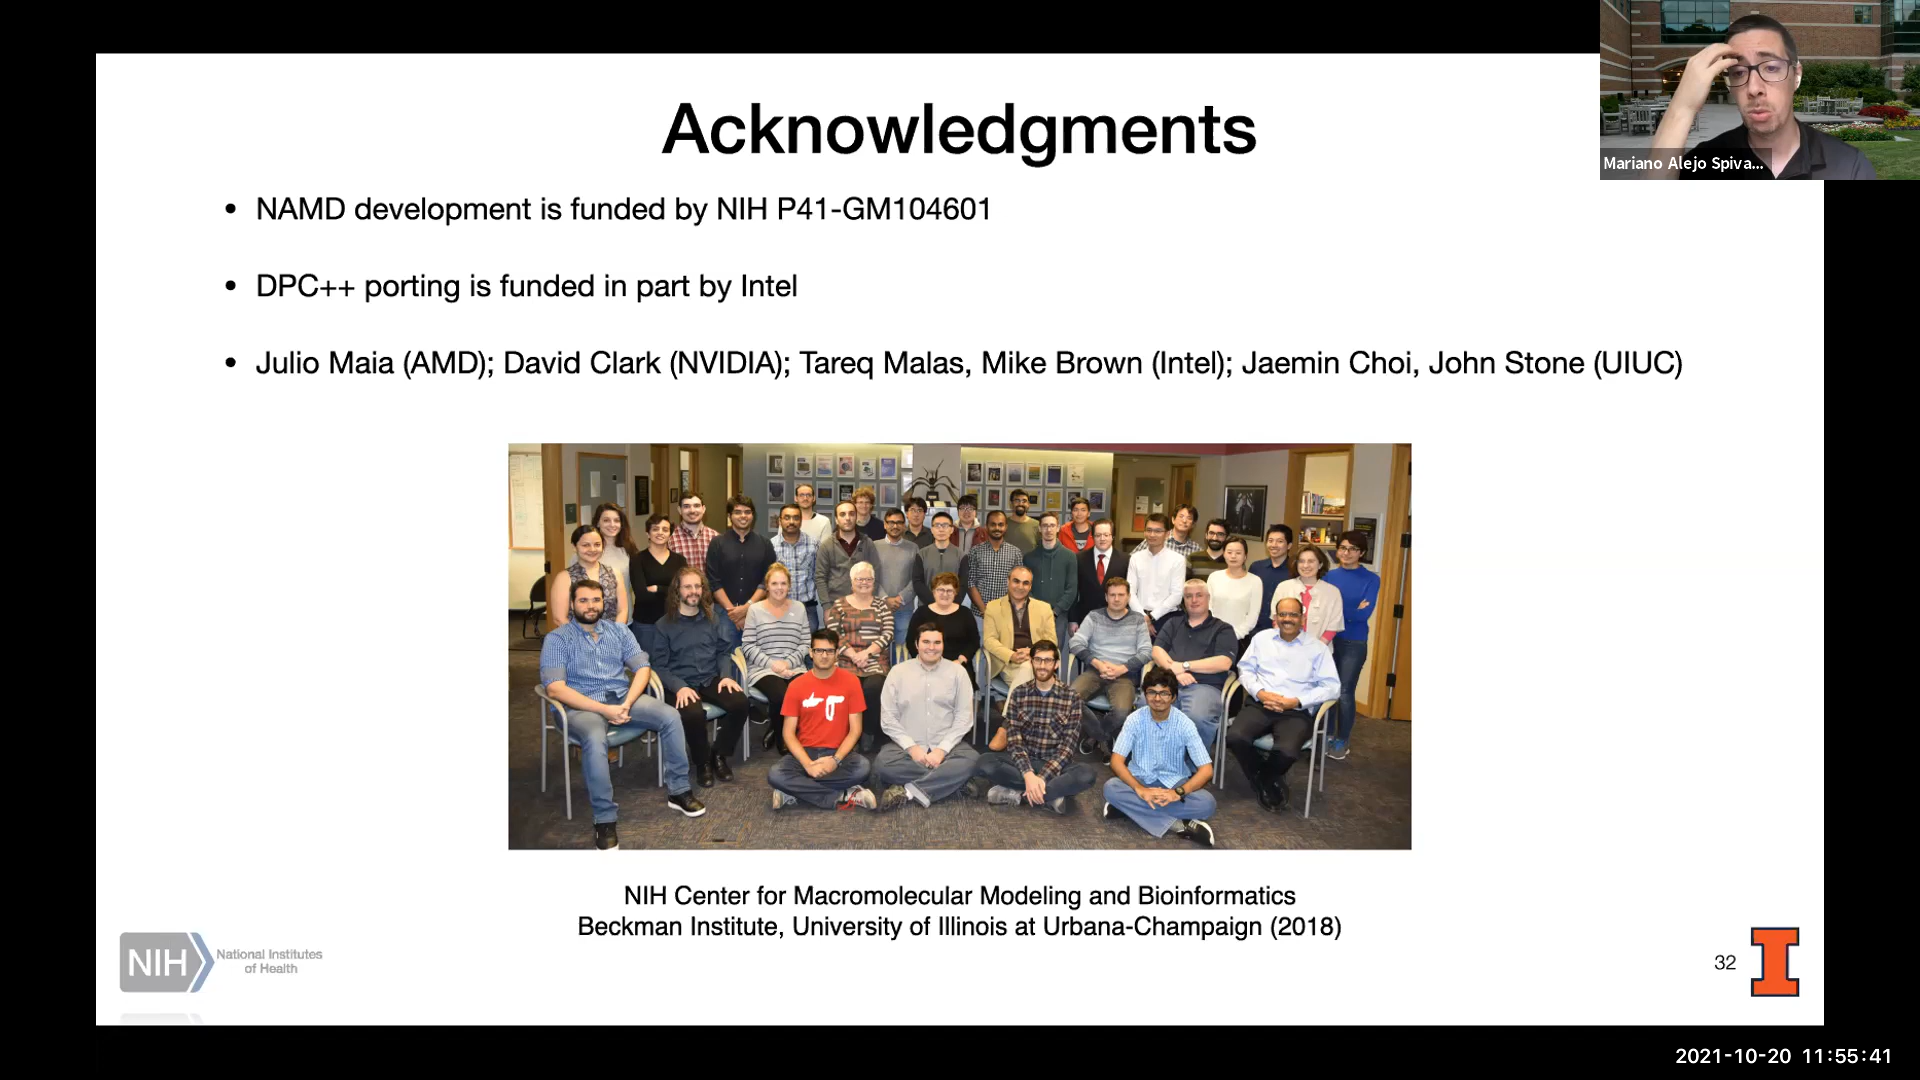 Acknowledgments
Mariano Alejo Spiva...
• NAMD development is funded by NIH P41-GM104601
• DPC++ porting is funded in part by Intel
• Julio Maia (AMD); David Clark (NVIDIA); Tareq Malas, Mike Brown (Intel); Jaemin Choi, John Stone (UIUC)
NIH Center for Macromolecular Modeling and Bioinformatics
Beckman Institute, University of Illinois at Urbana-Champaign (2018)
NIH
National Institutes
of Health
32
I
2021-10-20 11:55:41